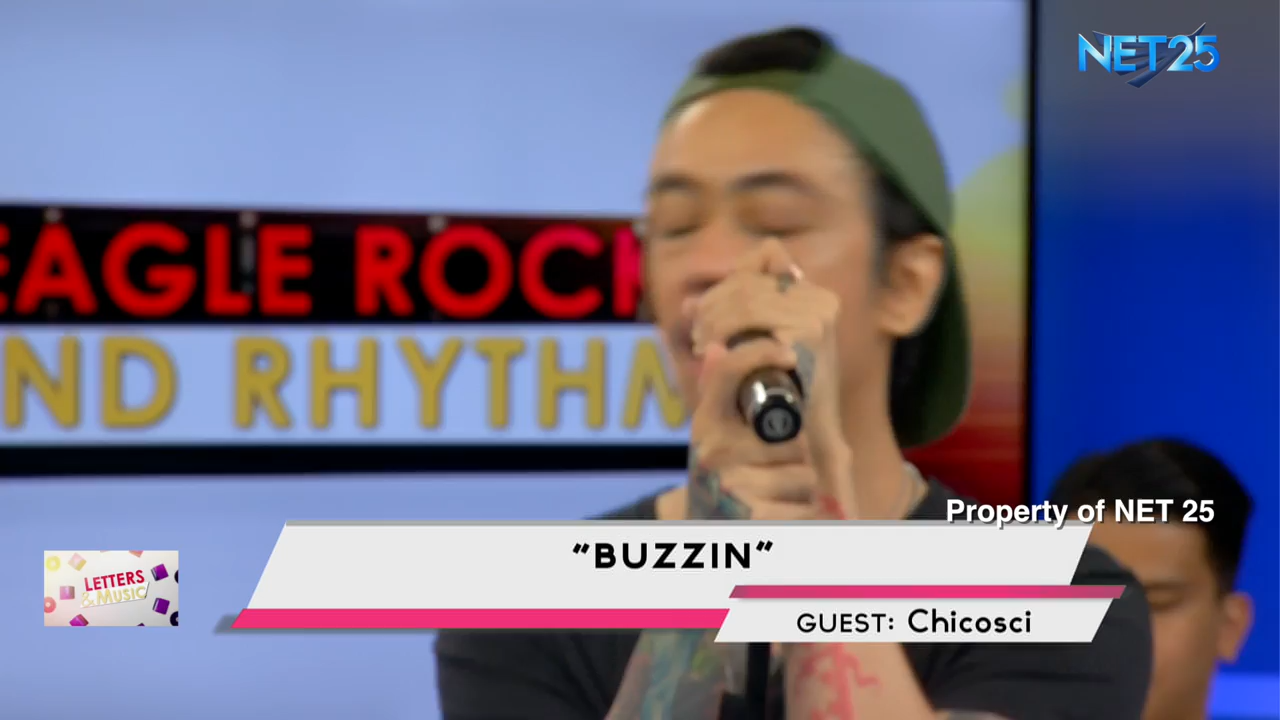 NET25
EAGLE ROCK
ND RHYTHM
Property of NET 25
"BUZZIN"
LETTERS
& MUSIC
GUEST: Chicosci